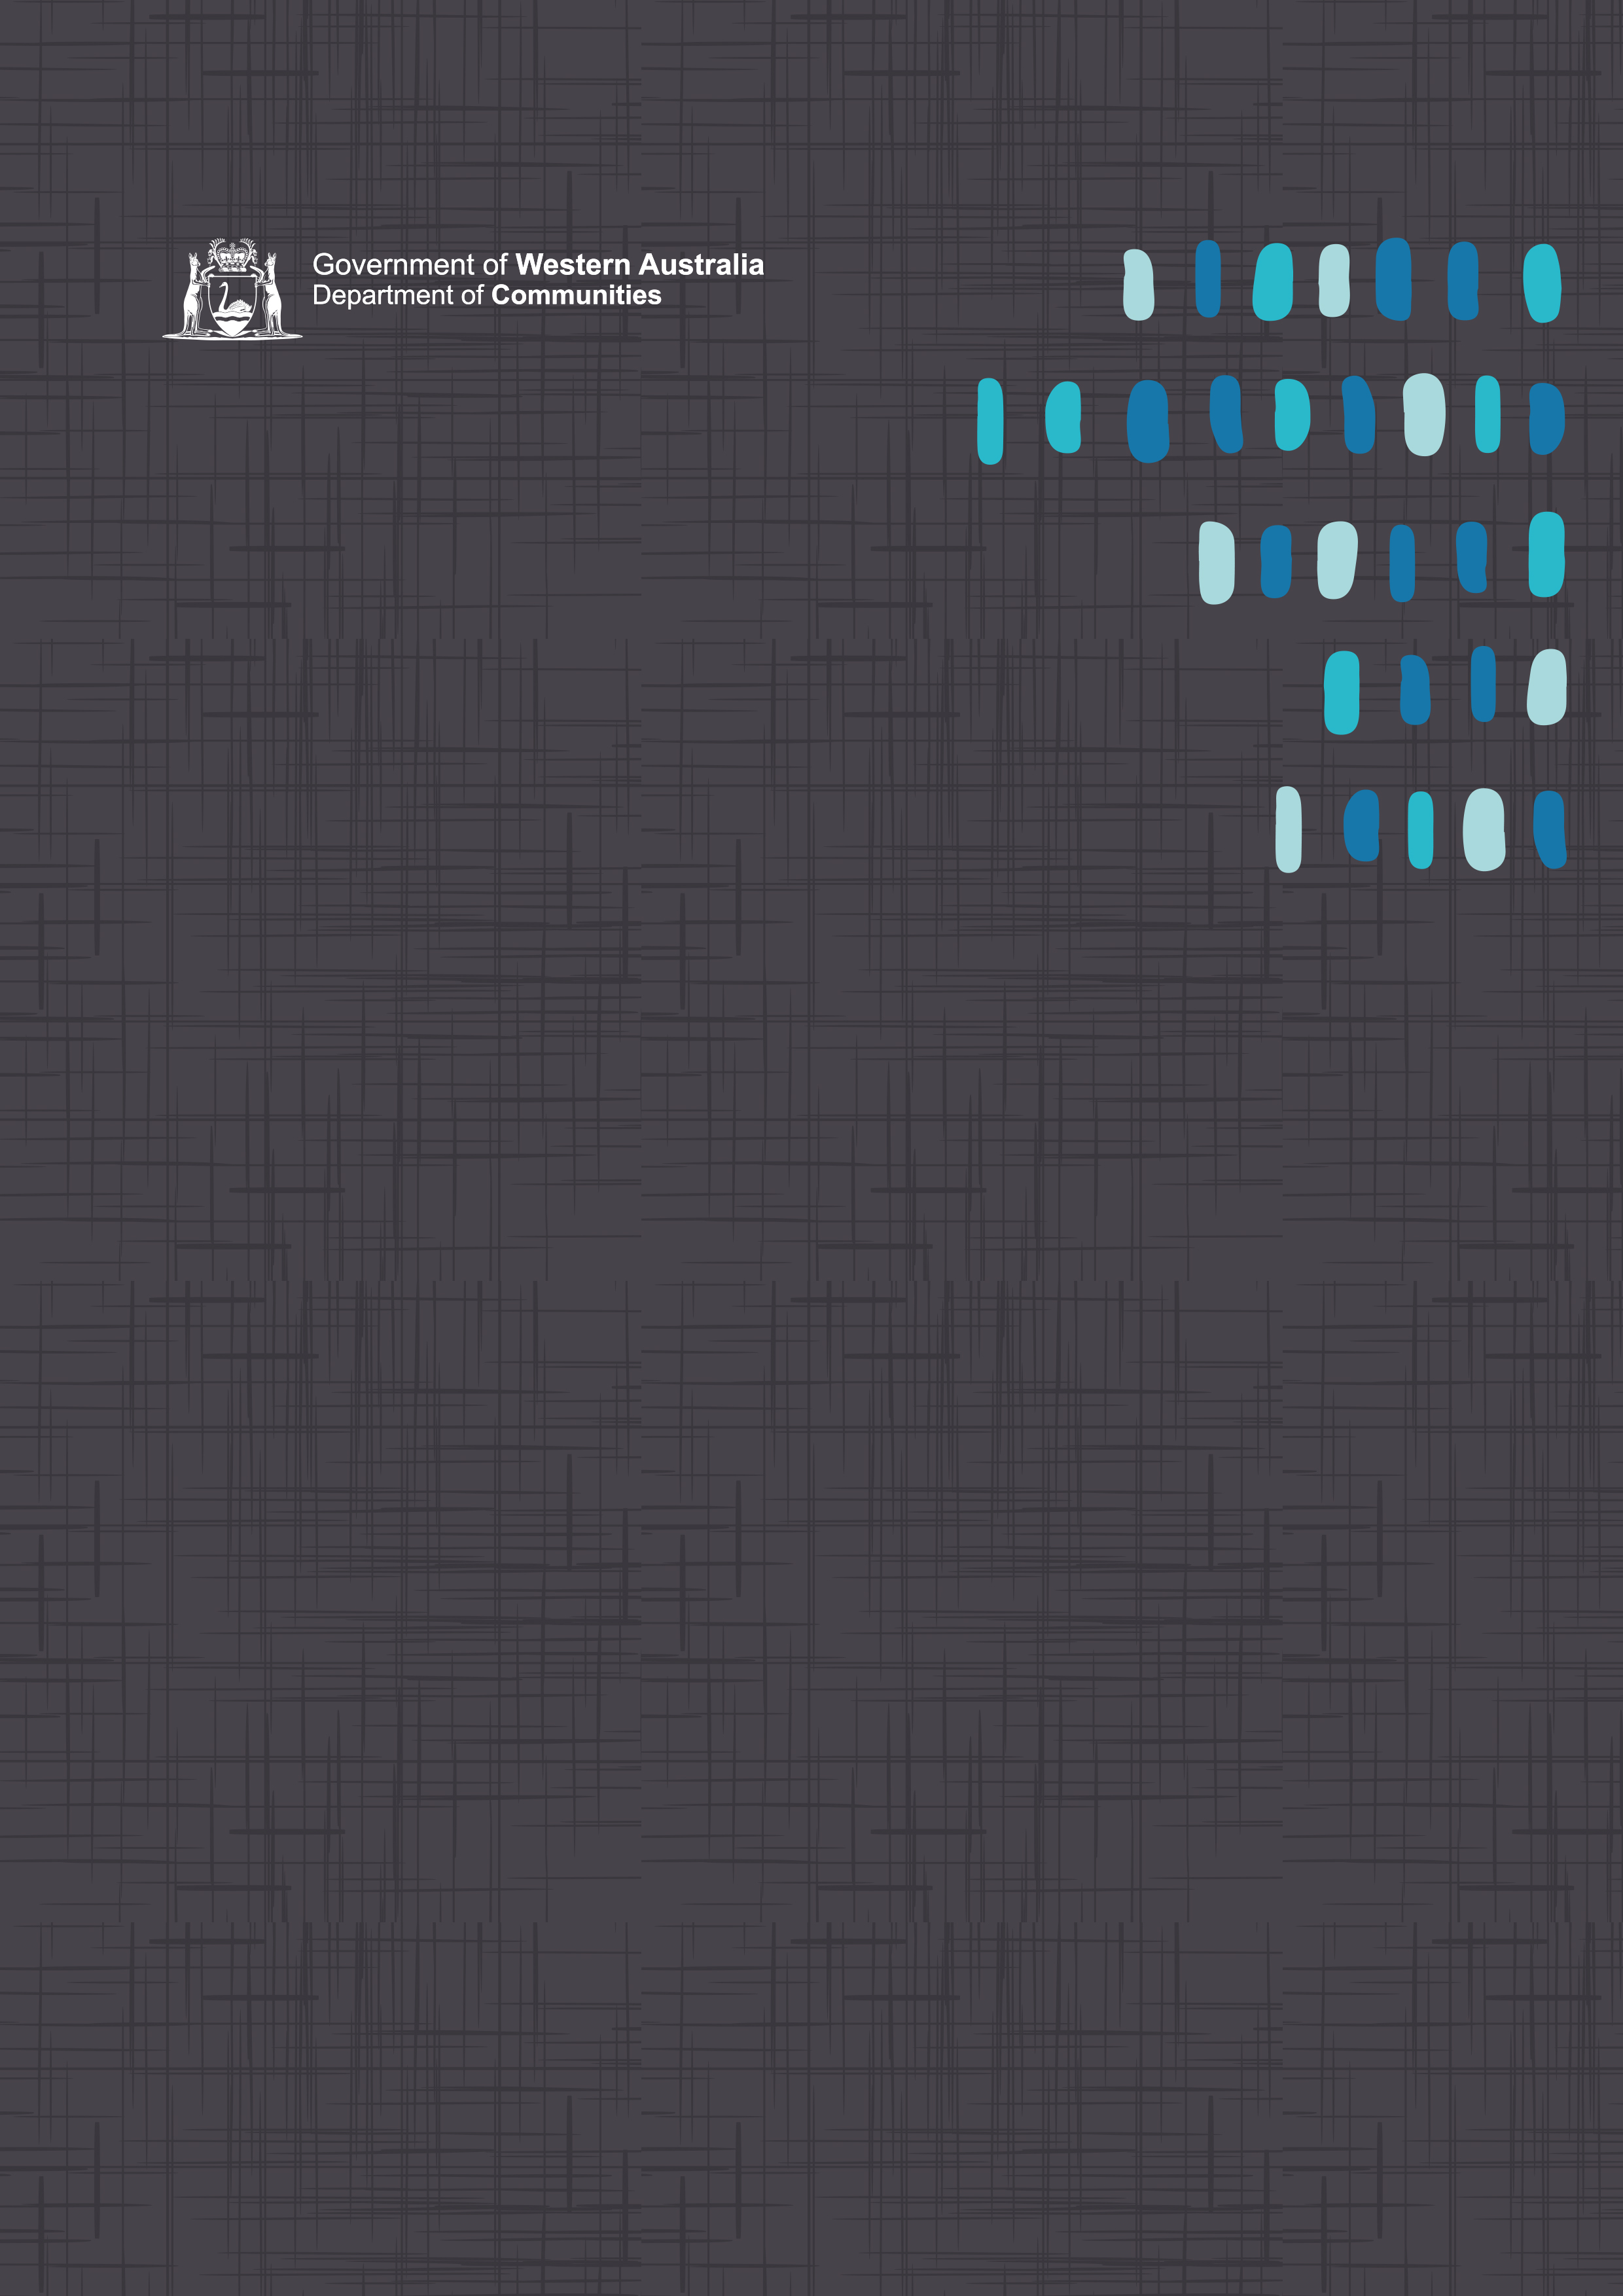 Government of Western Australia
Department of Communities